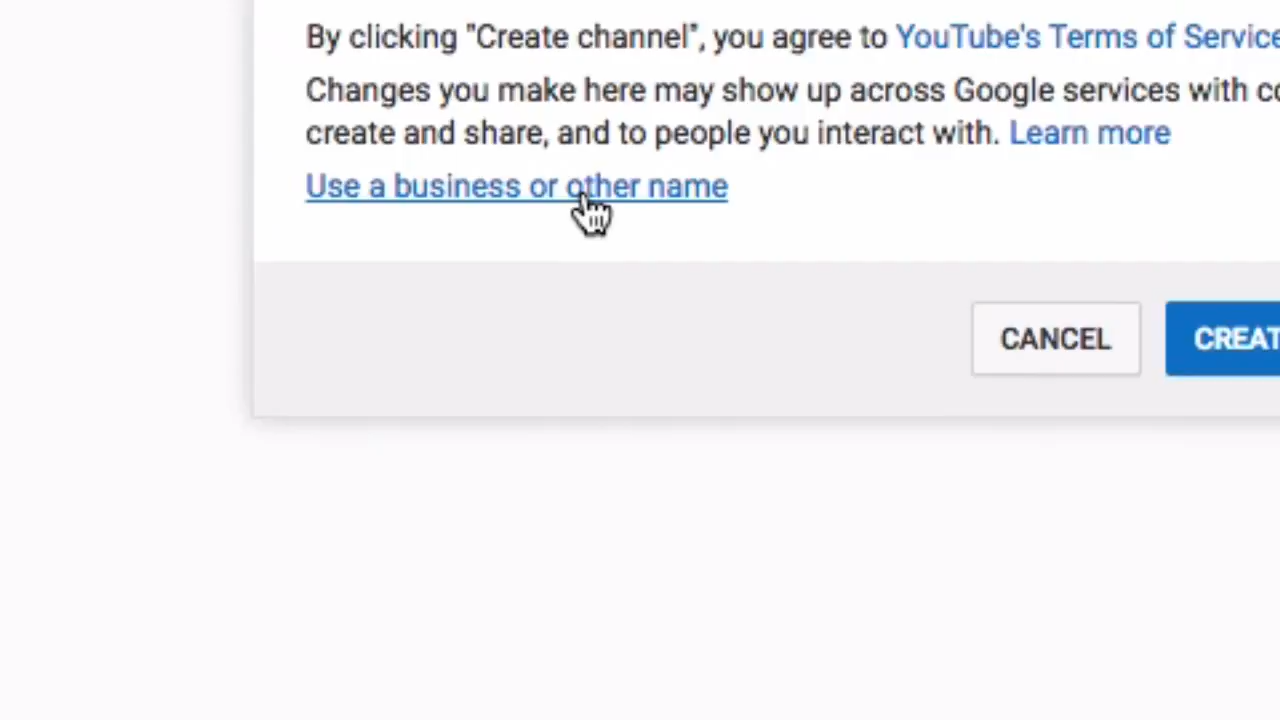 By clicking "Create channel", you agree to YouTube's Terms of Service
Changes you make here may show up across Google services with
create and share, and to people you interact with. Learn more
Use a business or other name
CANCEL